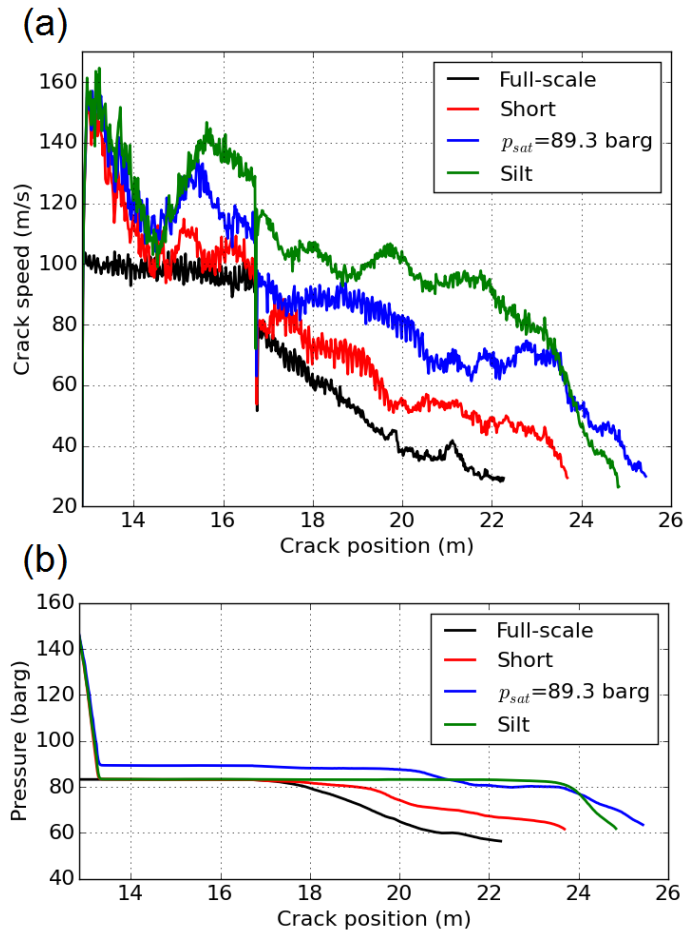 (a)
160
140
120
100
80
60
40
20
Crack speed (m/s)
Full-scale
Short
p_sat=89.3 barg
Silt
14 16 18 20 22 24 26
Crack position (m)
(b)
160
140
120
100
80
60
40
Pressure (barg)
Full-scale
Short
p_sat=89.3 barg
Silt
14 16 18 20 22 24 26
Crack position (m)